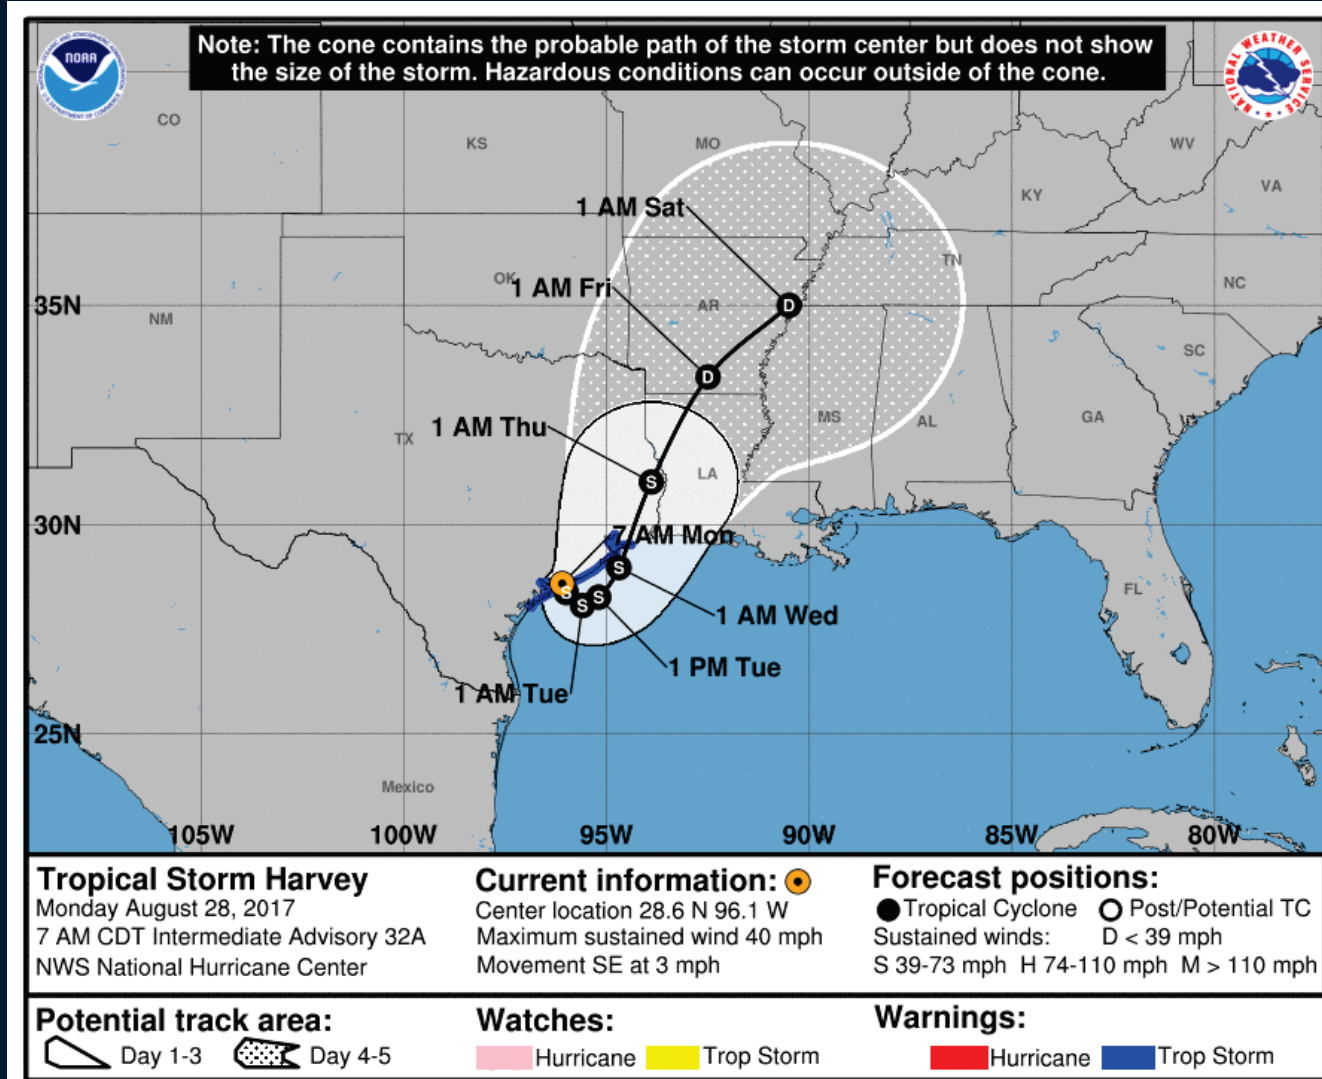 Note: The cone contains the probable path of the storm center but does not show
the size of the storm. Hazardous conditions can occur outside of the cone.
NOAA
NATIONAL WEATHER SERVICE
CO
KS
MO
WV
KY
VA
1 AM Sat
OK
1 AM Fri
TN
NC
35N
NM
AR
SC
1 AM Thu
TX
MS
AL
GA
LA
30N
7 AM Mon
D
D
S
S
S
S
S
FL
1 AM Wed
1 PM Tue
1 AM Tue
25N
Mexico
105W
100W
95W
90W
85W
80W
Tropical Storm Harvey
Monday August 28, 2017
7 AM CDT Intermediate Advisory 32A
NWS National Hurricane Center
Current information:
Center location 28.6 N 96.1 W
Maximum sustained wind 40 mph
Movement SE at 3 mph
Forecast positions:
Tropical Cyclone Post/Potential TC
Sustained winds: D < 39 mph
S 39-73 mph H 74-110 mph M > 110 mph
Potential track area:
Day 1-3 Day 4-5
Watches:
Hurricane Trop Storm
Warnings:
Hurricane Trop Storm